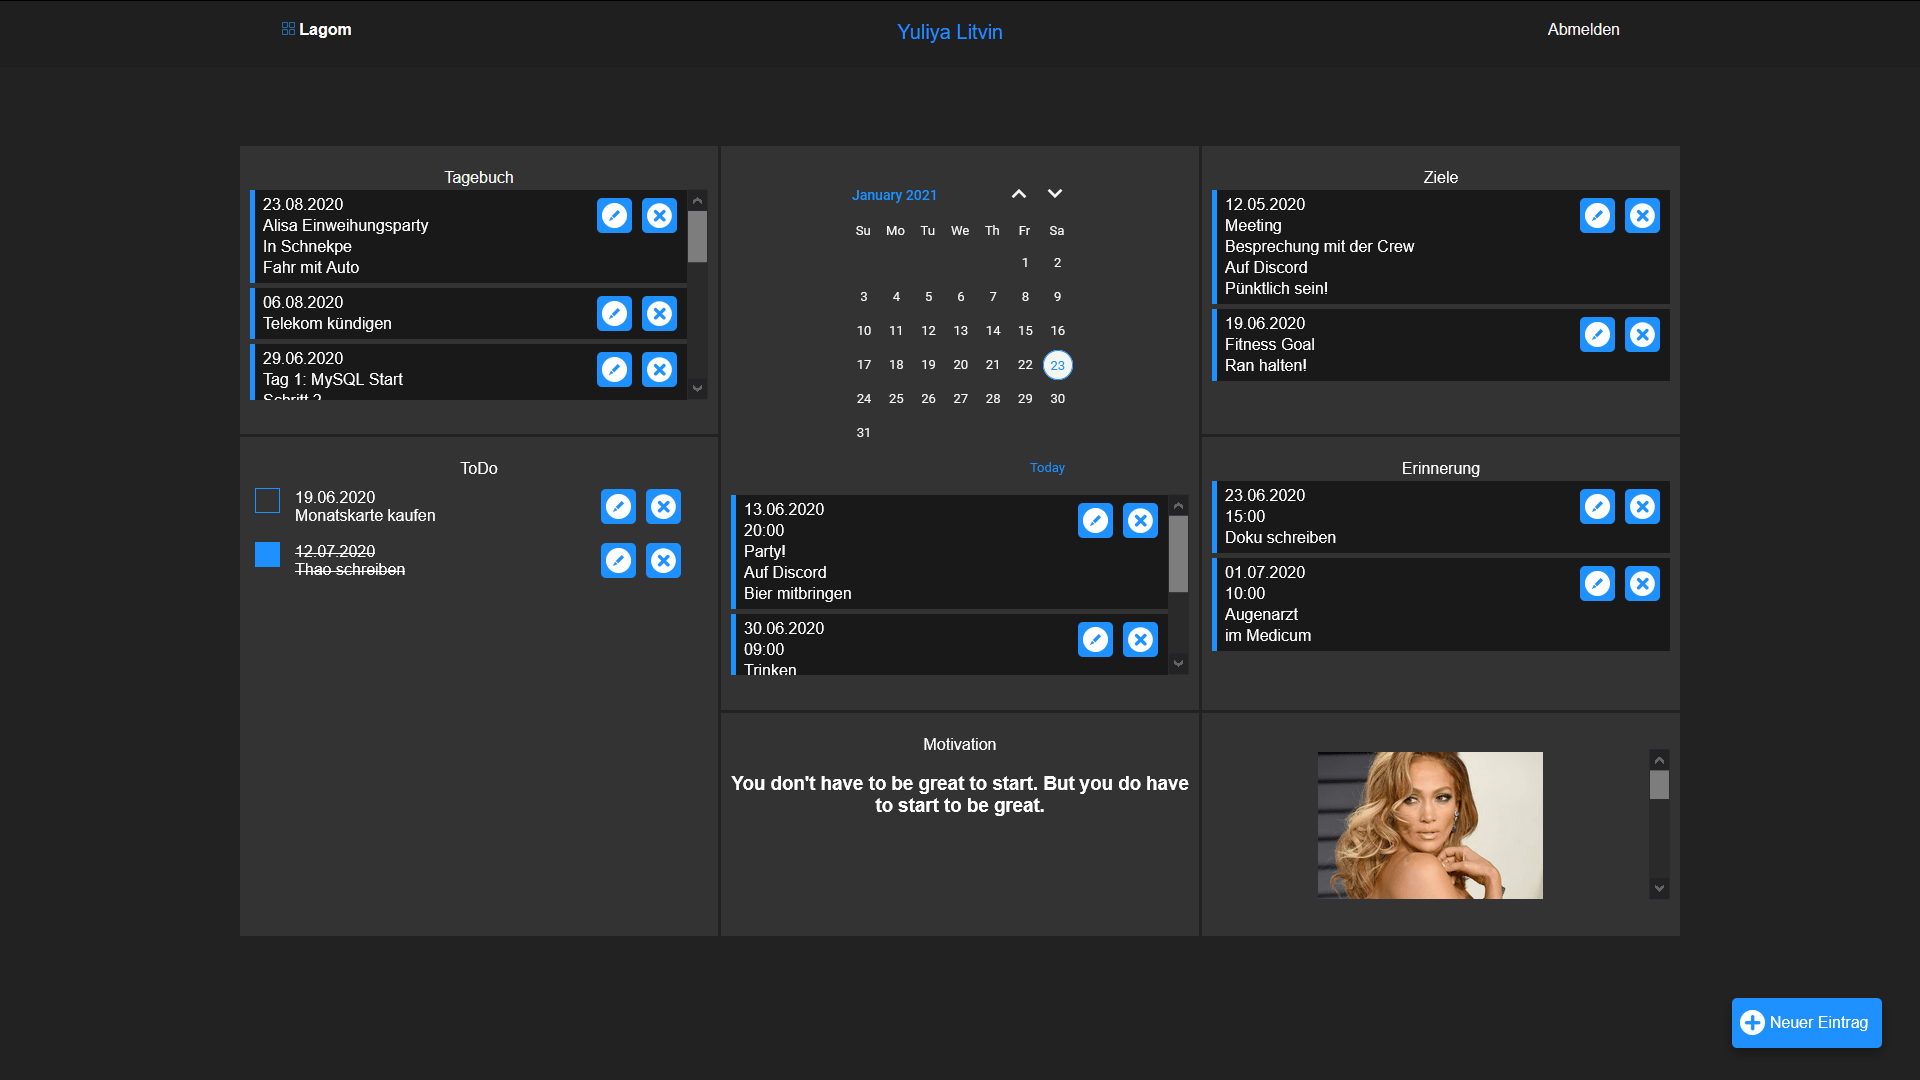 Lagom
Yuliya Litvin
Abmelden
Tagebuch
23.08.2020
Alisa Einweihungsparty
In Schnekpe
Fahr mit Auto
06.08.2020
Telekom kündigen
29.06.2020
Tag 1: MySQL Start
Schritt 2
ToDo
19.06.2020
Monatskarte kaufen
12.07.2020
Thao schreiben
January 2021
Su Mo Tu We Th Fr Sa
1 2
3 4 5 6 7 8 9
10 11 12 13 14 15 16
17 18 19 20 21 22 23
24 25 26 27 28 29 30
31
Today
13.06.2020
20:00
Party!
Auf Discord
Bier mitbringen
30.06.2020
09:00
Trinken
Motivation
You don't have to be great to start. But you do have
to start to be great.
Ziele
12.05.2020
Meeting
Besprechung mit der Crew
Auf Discord
Pünktlich sein!
19.06.2020
Fitness Goal
Ran halten!
Erinnerung
23.06.2020
15:00
Doku schreiben
01.07.2020
10:00
Augenarzt
im Medicum
Neuer Eintrag